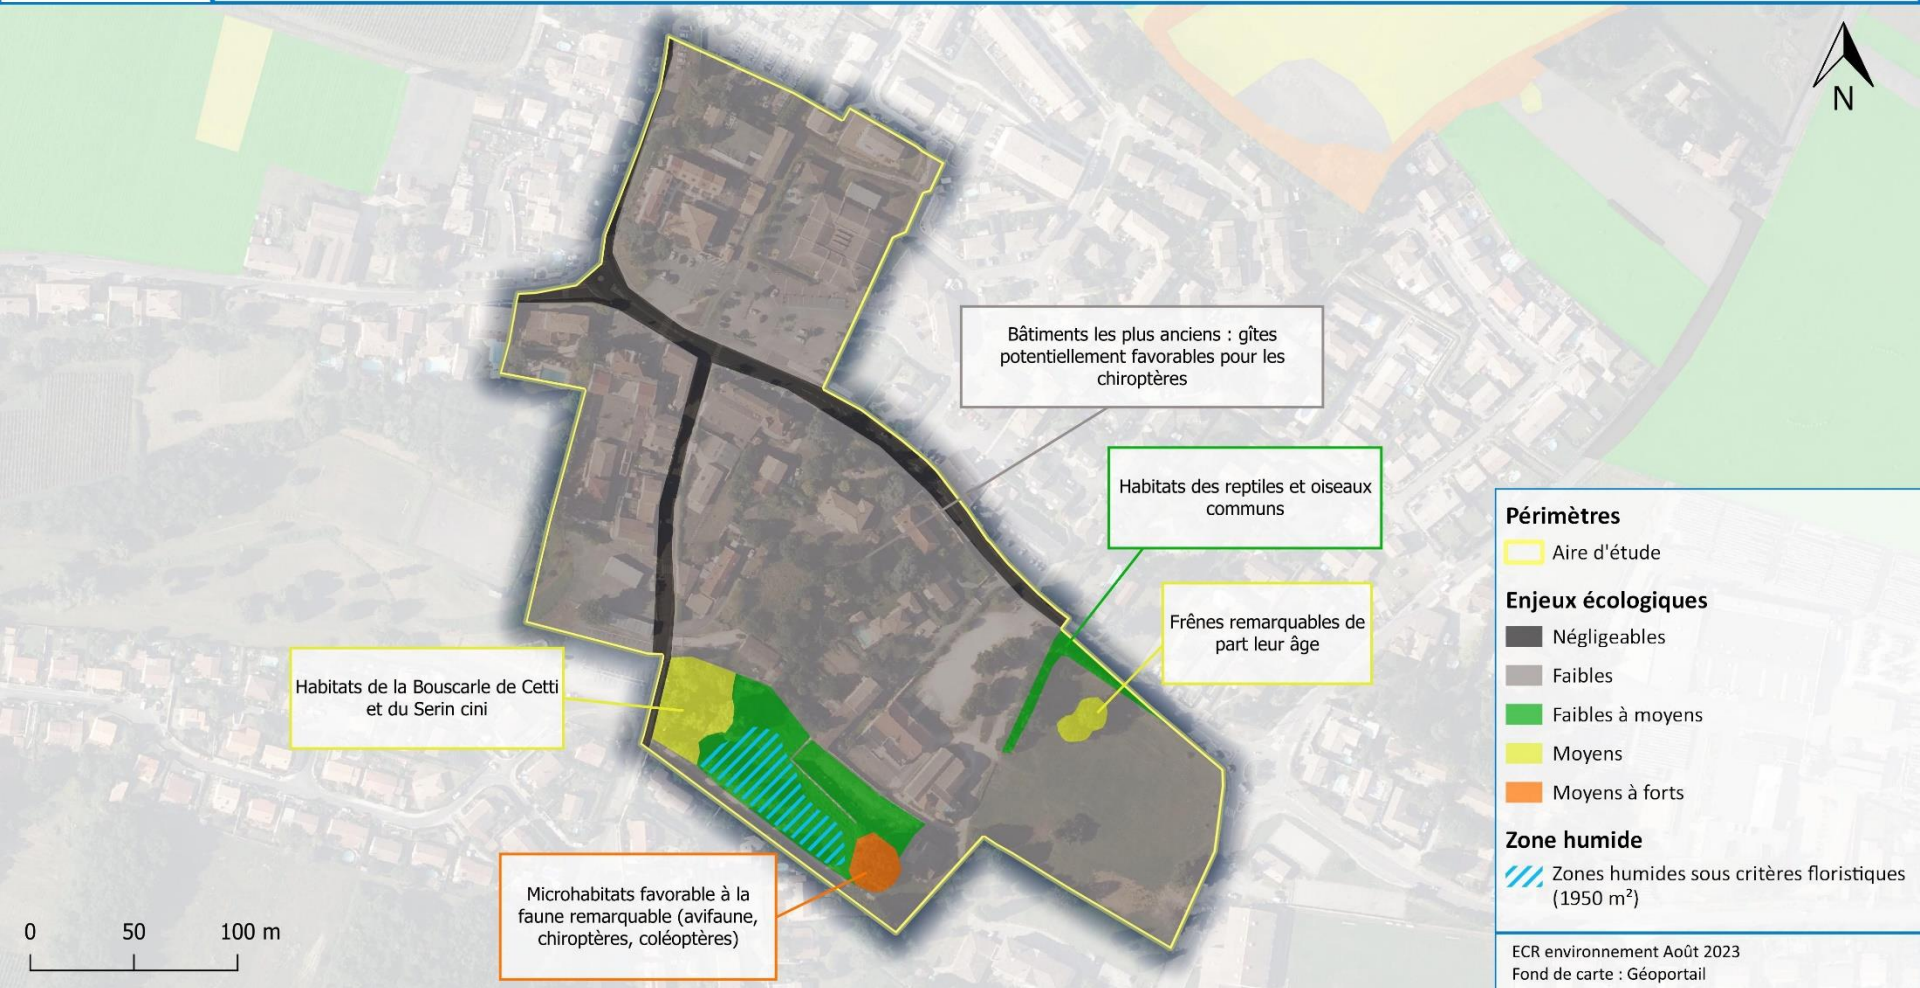 N
Bâtiments les plus anciens : gîtes
potentiellement favorables pour les
chiroptères
Habitats des reptiles et oiseaux
communs
Frênes remarquables de
part leur âge
Habitats de la Bouscarle de Cetti
et du Serin cini
Microhabitats favorable à la
faune remarquable (avifaune,
chiroptères, coléoptères)
0 50 100 m
Périmètres
Aire d'étude
Enjeux écologiques
Négligeables
Faibles
Faibles à moyens
Moyens
Moyens à forts
Zone humide
Zones humides sous critères floristiques
(1950 m²)
ECR environnement Août 2023
Fond de carte : Géoportail